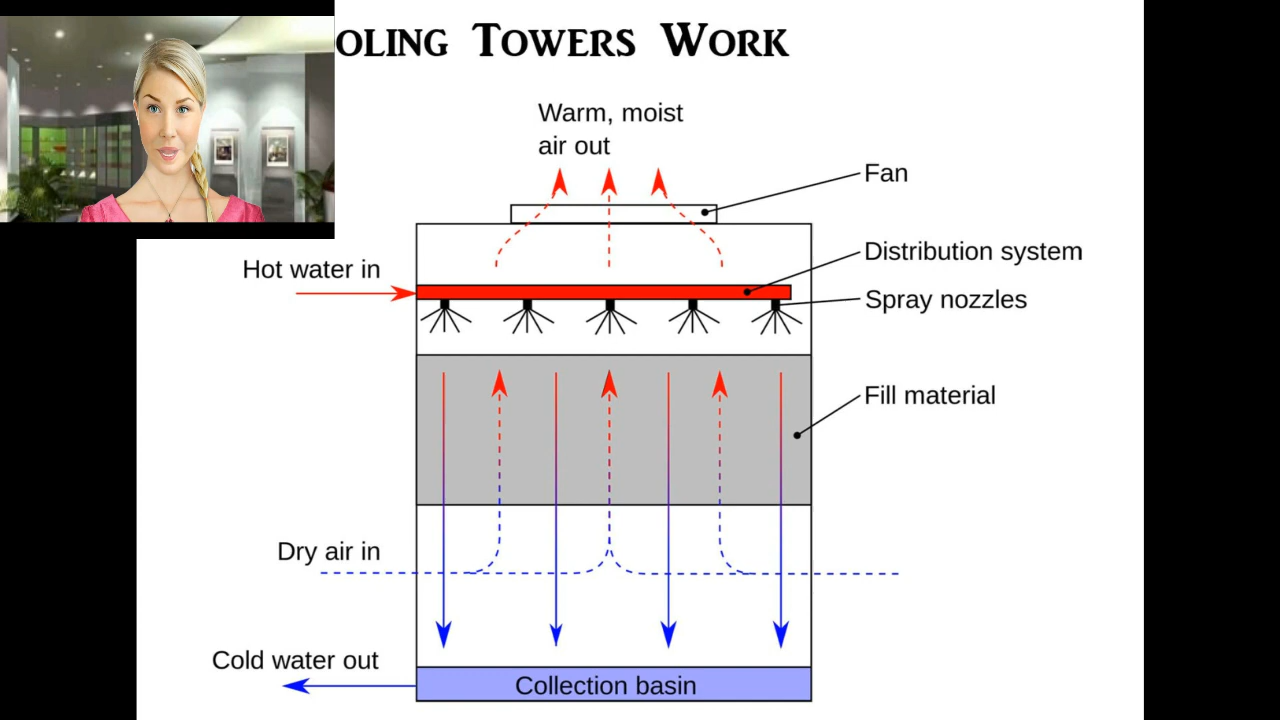 OLING TOWERS WORK
Warm, moist
air out
Fan
Distribution system
Hot water in
Spray nozzles
Fill material
Dry air in
Cold water out
Collection basin